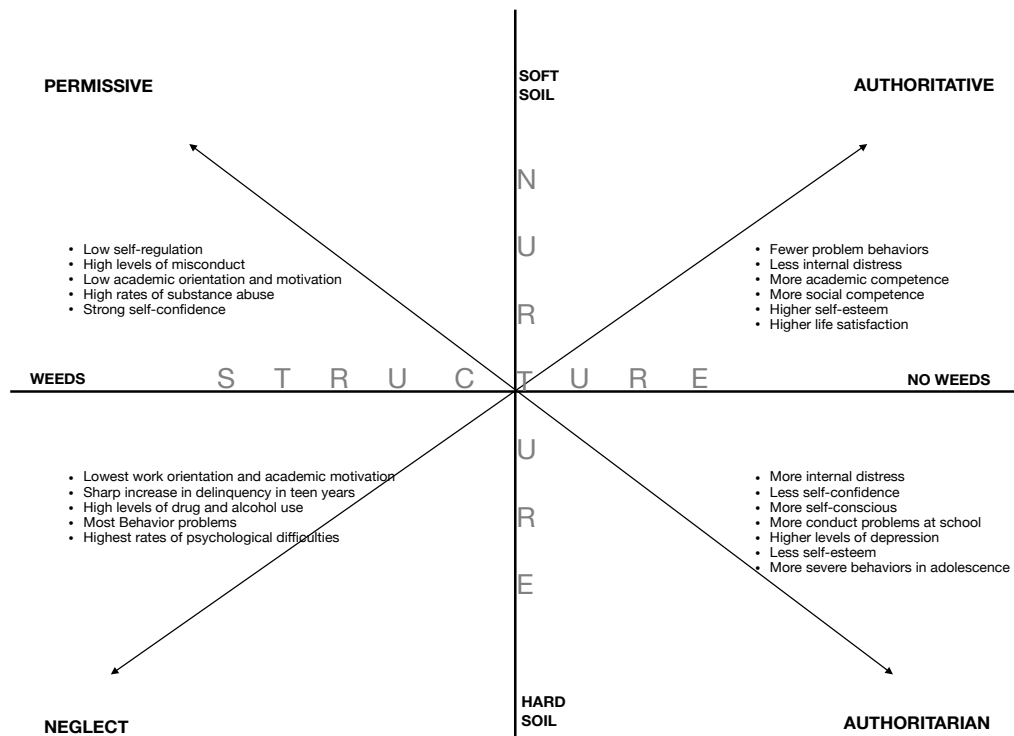 PERMISSIVE
SOFT
SOIL
AUTHORITATIVE
• Low self-regulation
• High levels of misconduct
• Low academic orientation and motivation
• High rates of substance abuse
• Strong self-confidence
• Fewer problem behaviors
• Less internal distress
• More academic competence
• More social competence
• Higher self-esteem
• Higher life satisfaction
N
U
R
T
U
R
E
WEEDS
S T R U C T U R E
NO WEEDS
• Lowest work orientation and academic motivation
• Sharp increase in delinquency in teen years
• High levels of drug and alcohol use
• Most Behavior problems
• Highest rates of psychological difficulties
• More internal distress
• Less self-confidence
• More self-conscious
• More conduct problems at school
• Higher levels of depression
• Less self-esteem
• More severe behaviors in adolescence
NEGLECT
HARD
SOIL
AUTHORITARIAN